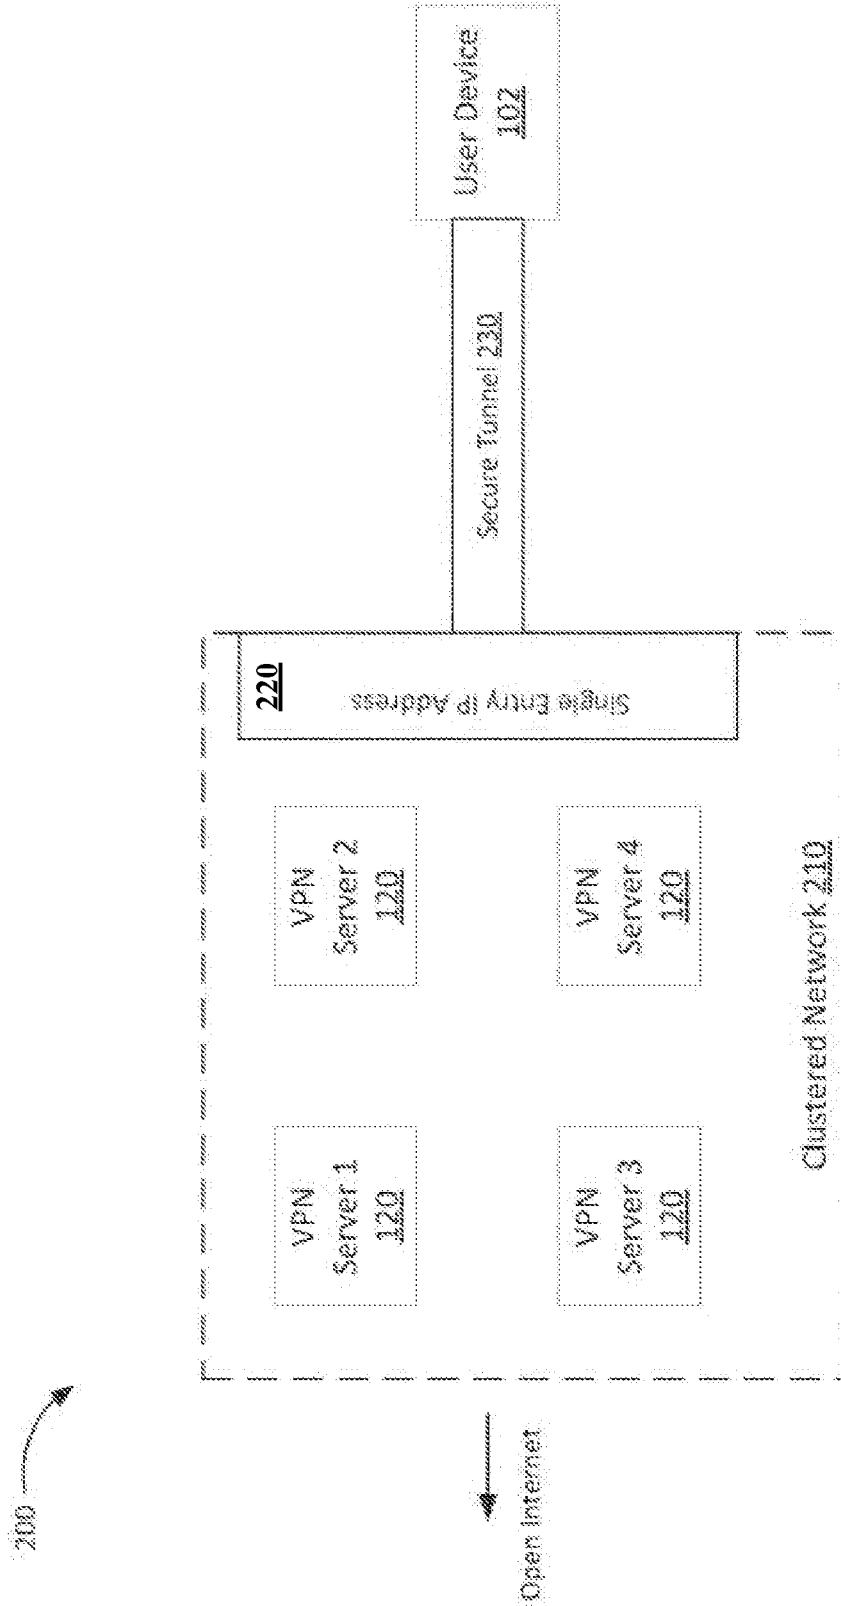 200
VPN
Server 1
120
VPN
Server 2
120
220
Single Entry IP Address
Secure Tunnel 230
User Device
102
Open Internet
VPN
Server 3
120
VPN
Server 4
120
Clustered Network 210